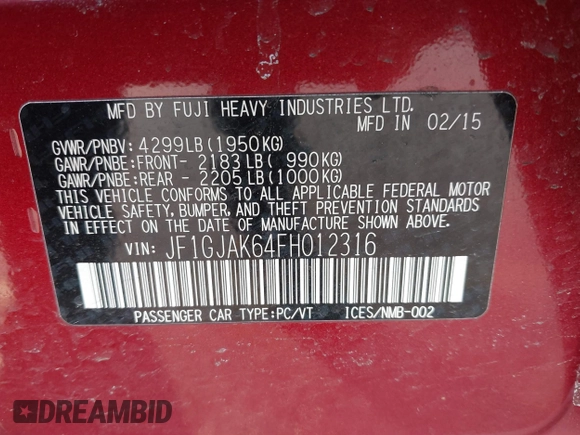 MFD BY FUJI HEAVY INDUSTRIES LTD.
MFD IN 02/15
GVWR/PNBV: 4299LB(1950KG)
GAWR/PNBE:FRONT- 2183LB( 990KG)
GAWR/PNBE:REAR - 2205LB(1000KG)
THIS VEHICLE CONFORMS TO ALL APPLICABLE FEDERAL MOTOR
VEHICLE SAFETY, BUMPER, AND THEFT PREVENTION STANDARDS
IN EFFECT ON THE DATE OF MANUFACTURE SHOWN ABOVE.
VIN: JF1GJAK64FH012316
PASSENGER CAR TYPE:PC/VT ICES/NMB-002
DREAMBID